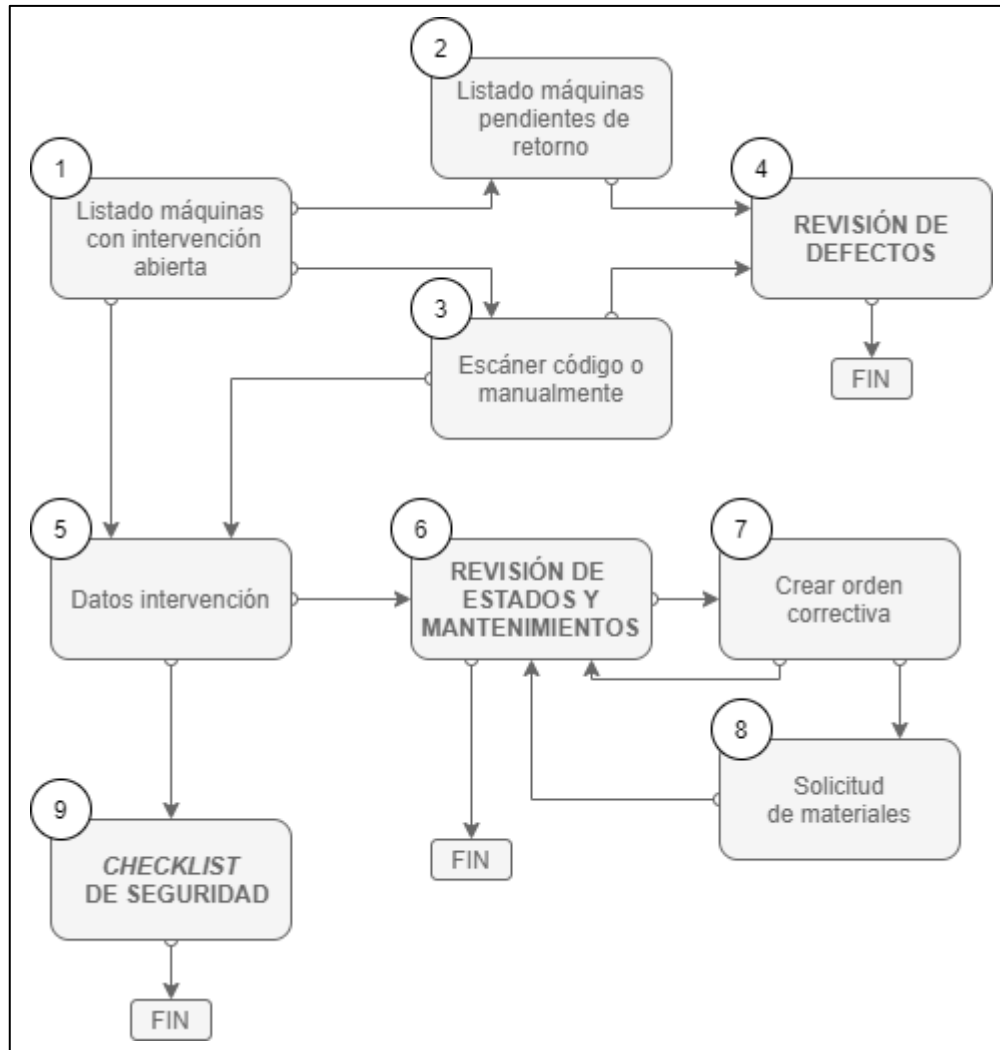 2
Listado máquinas
pendientes de
retorno
1
Listado máquinas
con intervención
abierta
4
REVISIÓN DE
DEFECTOS
3
Escáner código o
manualmente
FIN
5
Datos intervención
6
REVISIÓN DE
ESTADOS Y
MANTENIMIENTOS
7
Crear orden
correctiva
8
Solicitud
de materiales
9
CHECKLIST
DE SEGURIDAD
FIN
FIN